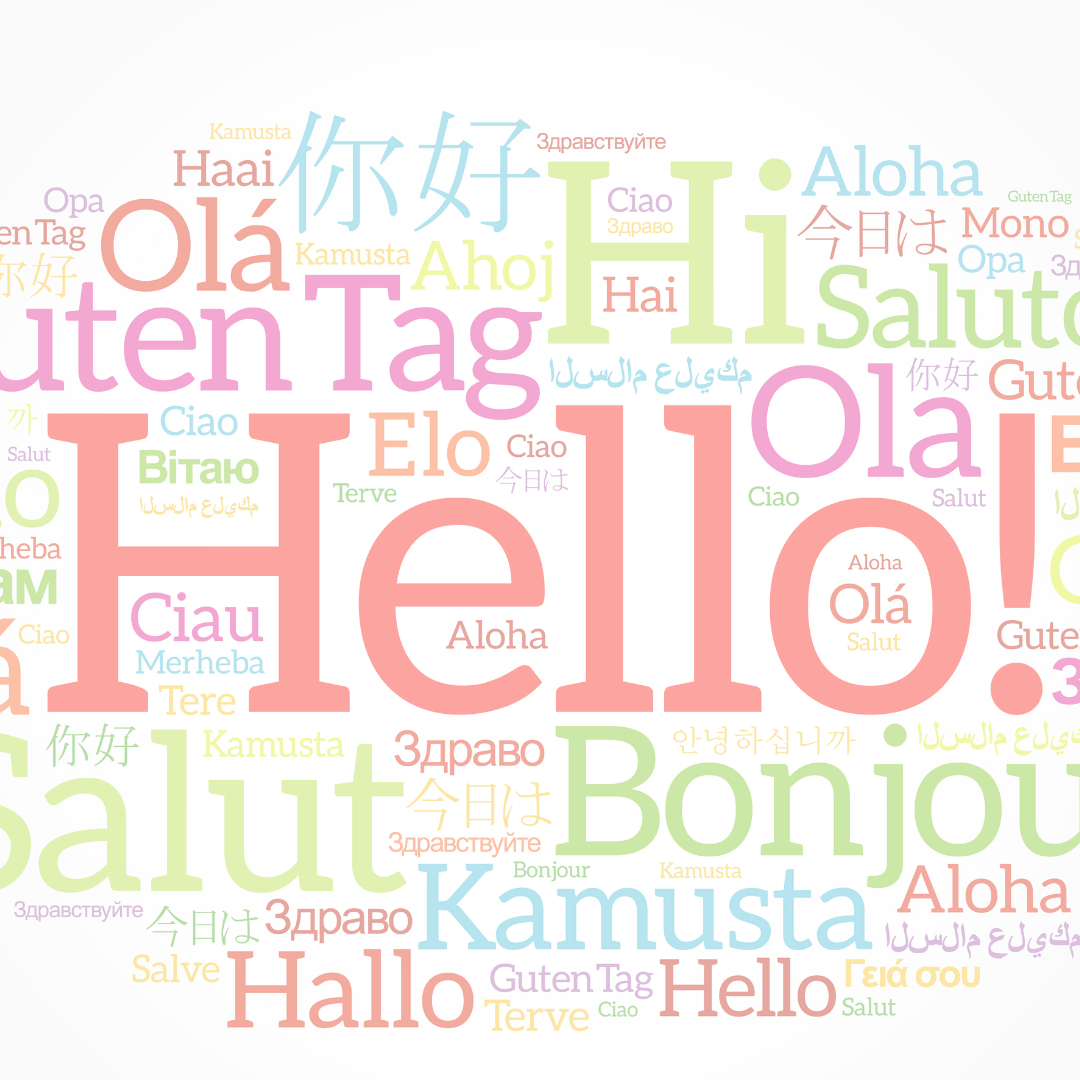 Kamusta
你好
Здравствуйте
Haai
Aloha
Opa
Olá
Ciao
Guten Tag
en Tag
Здраво
今日は
Mono
你好
Kamusta
Ahoj
Hi
Opa
Зд
Hai
Saluto
uten Tag
السلام عليكم
Ola
你好
Gute
까
Ciao
Elo
Ciao
Salut
Вітаю
今日は
السلام عليكم
Terve
Ciao
Salut
lo
heba
ам
Hello!
Aloha
Olá
Salut
Ciau
Ciao
á
Aloha
Gute
Merheba
Tere
З
你好
Kamusta
Здраво
안녕하십니까
السلام عليك
Salut
今日は
Bonjou
Здравствуйте
Bonjour
Kamusta
Kamusta
Aloha
Здравствуйте
今日は
Здраво
السلام عليكم
Salve
Hallo
Guten Tag
Hello
Γειά σου
Terve
Ciao
Salut